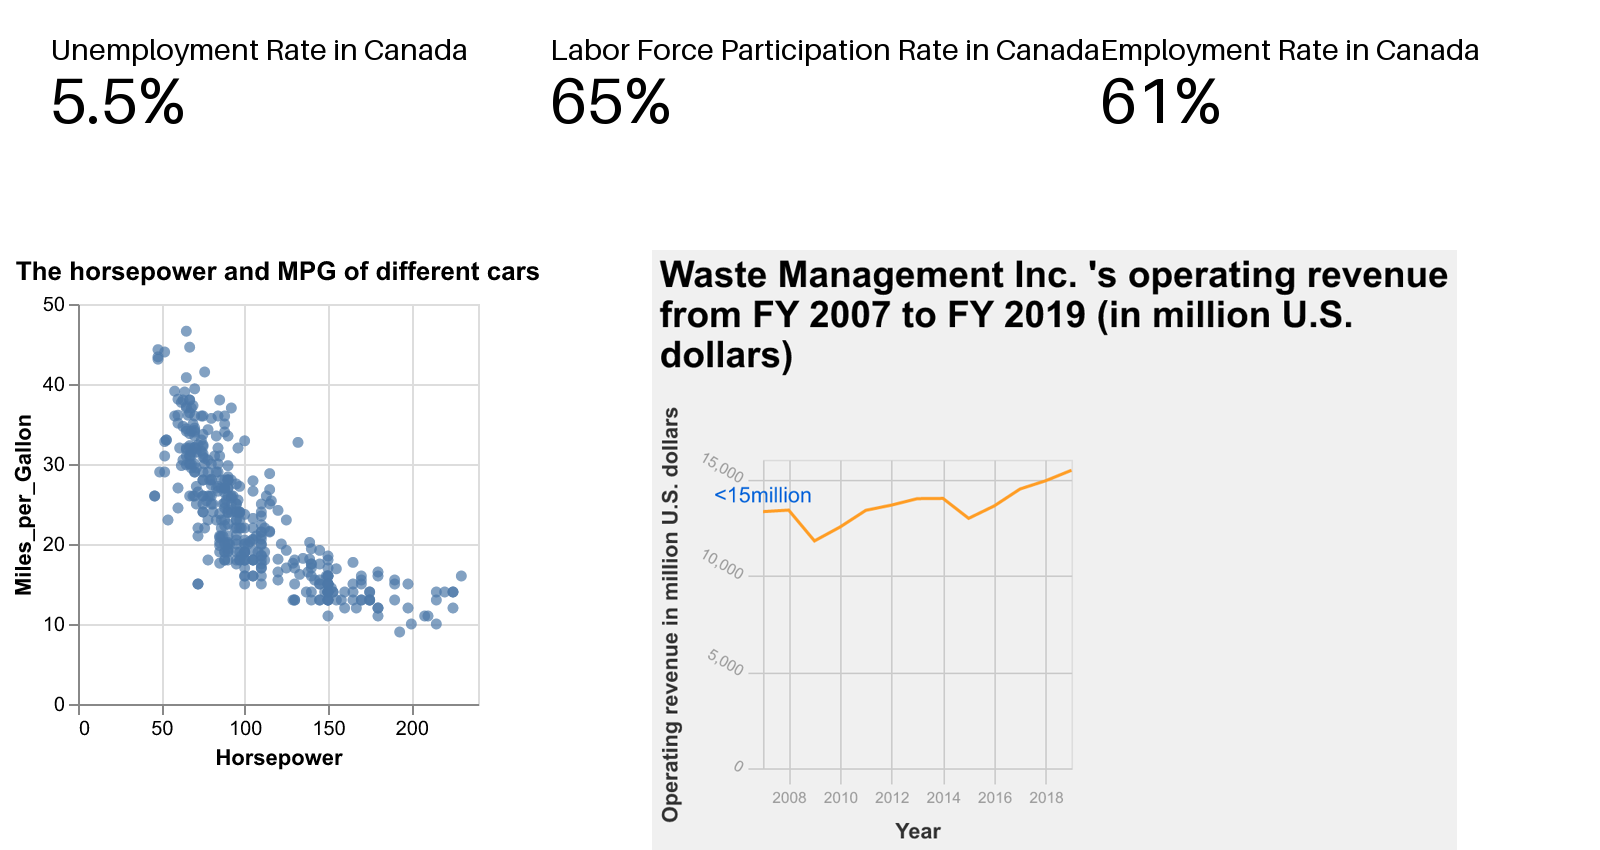 Unemployment Rate in Canada
5.5%
Labor Force Participation Rate in Canada
65%
Employment Rate in Canada
61%
The horsepower and MPG of different cars
Miles_per_Gallon
50
40
30
20
10
0
0 50 100 150 200
Horsepower
Waste Management Inc. 's operating revenue
from FY 2007 to FY 2019 (in million U.S.
dollars)
Operating revenue in million U.S. dollars
15,000
<15million
10,000
5,000
0
2008 2010 2012 2014 2016 2018
Year